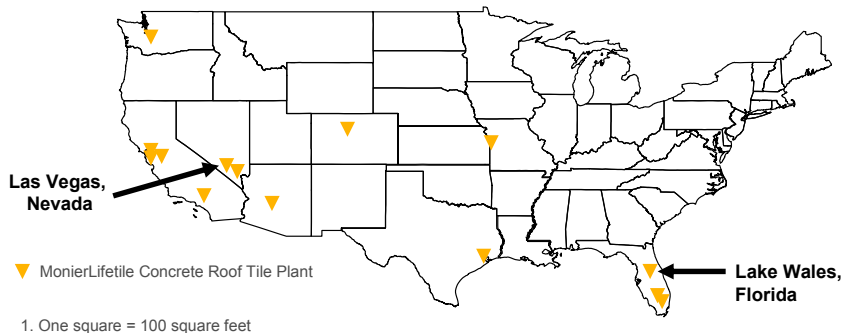 Las Vegas,
Nevada
MonierLifetile Concrete Roof Tile Plant
Lake Wales,
Florida
1. One square = 100 square feet